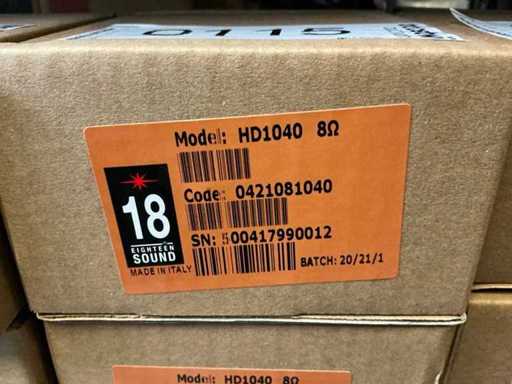 0115
Model: HD1040 8Ω
Code: 0421081040
18
EIGHTEEN
SOUND
MADE IN ITALY
SN: 500417990012
BATCH: 20/21/1
Model: HD1040 8Ω